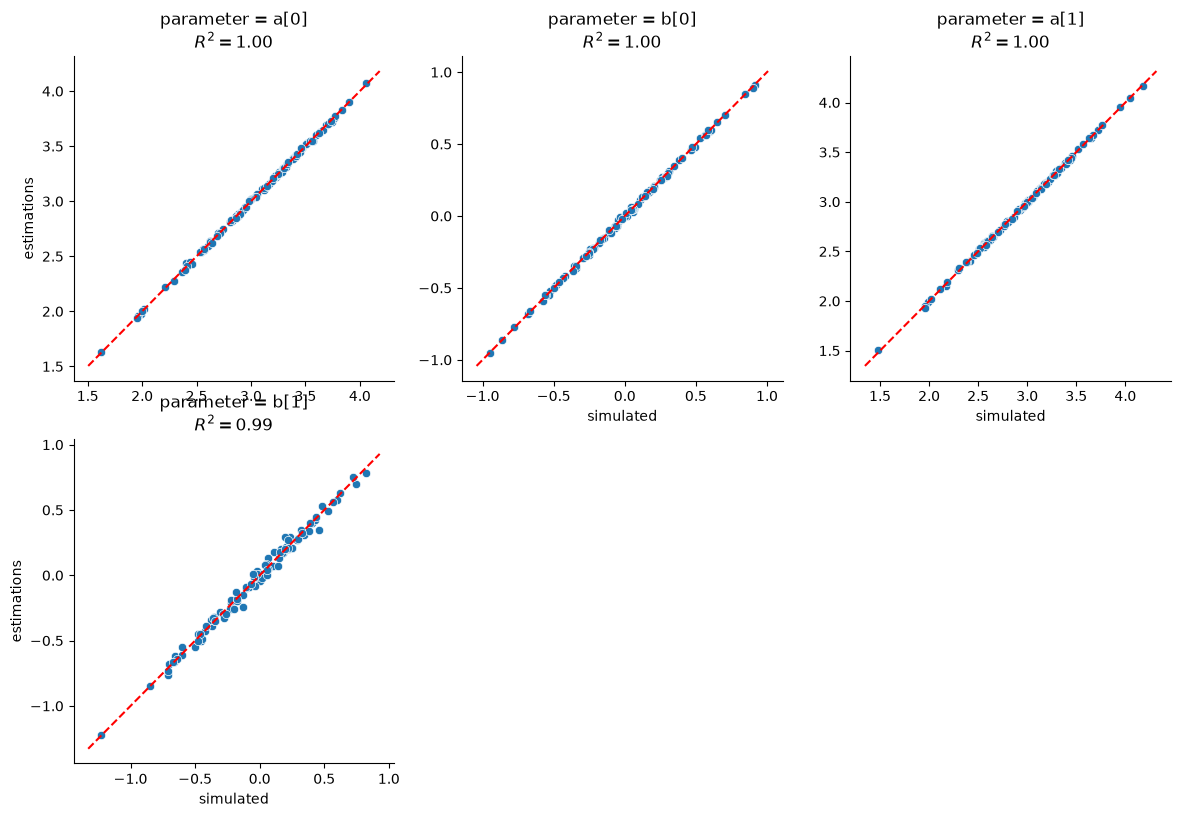 parameter = a[0]
R² = 1.00
parameter = b[0]
R² = 1.00
parameter = a[1]
R² = 1.00
estimations
4.0
3.5
3.0
2.5
2.0
1.5
1.5 2.0 2.5 3.0 3.5 4.0
1.0
0.5
0.0
−0.5
−1.0
−1.0 −0.5 0.0 0.5 1.0
simulated
4.0
3.5
3.0
2.5
2.0
1.5
1.5 2.0 2.5 3.0 3.5 4.0
simulated
parameter = b[1]
R² = 0.99
estimations
1.0
0.5
0.0
−0.5
−1.0
−1.0 −0.5 0.0 0.5 1.0
simulated